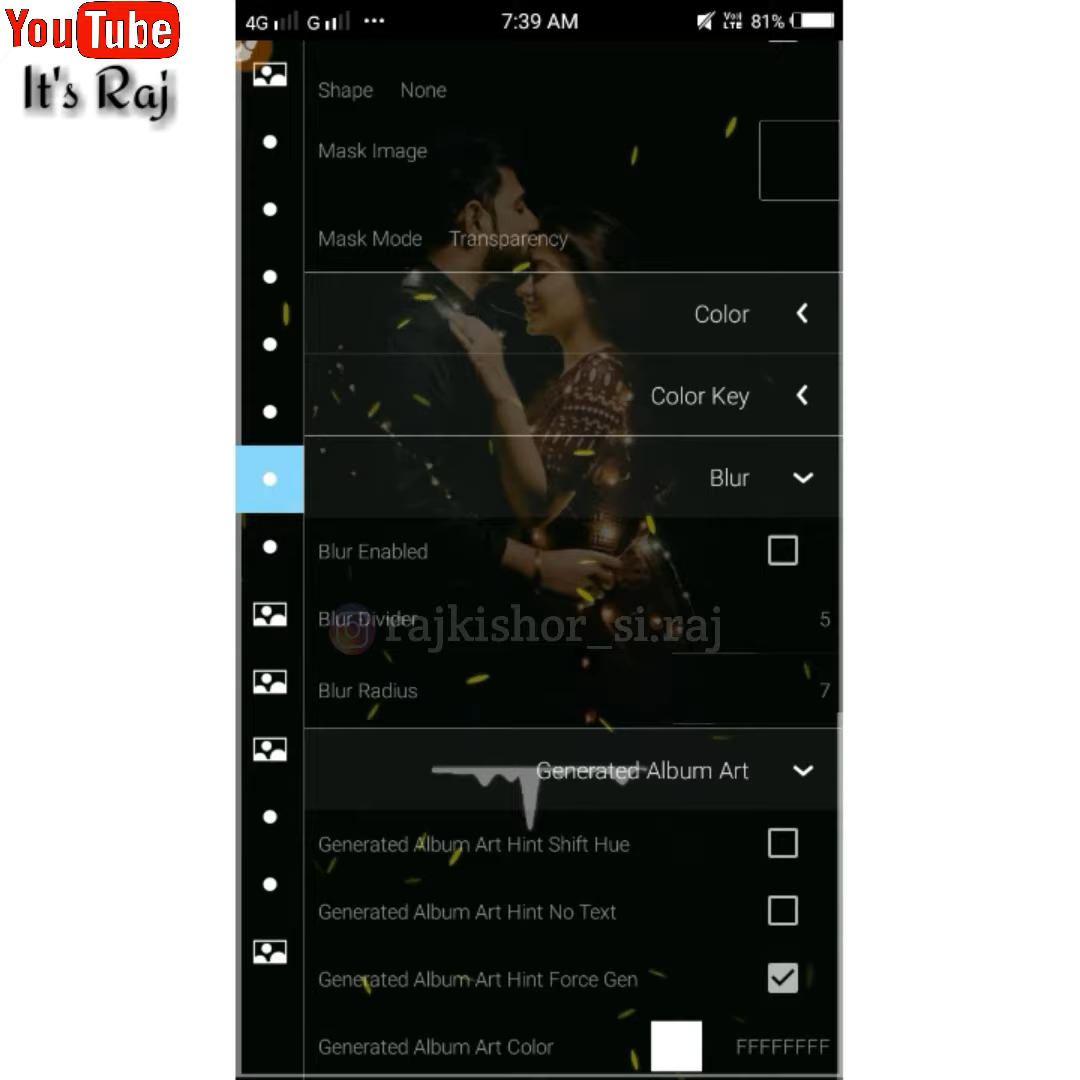 YouTube
It's Raj
4G G ••• 7:39 AM VoD LTE 81%
Shape None
Mask Image
Mask Mode Transparency
Color
Color Key
Blur
Blur Enabled
Blur Divider 5
rajkishor_si.raj
Blur Radius 7
Generated Album Art
Generated Album Art Hint Shift Hue
Generated Album Art Hint No Text
Generated Album Art Hint Force Gen
Generated Album Art Color FFFFFFFF